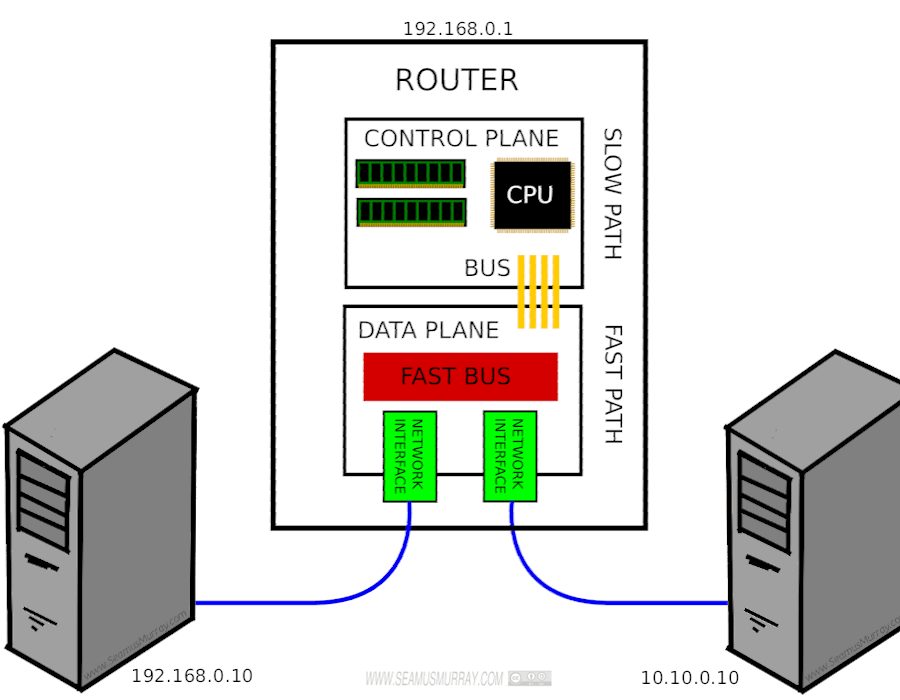 192.168.0.1
ROUTER
CONTROL PLANE
CPU
SLOW PATH
BUS
DATA PLANE
FAST BUS
FAST PATH
NETWORK
INTERFACE
NETWORK
INTERFACE
www.SeamusMurray.com
www.SeamusMurray.com
192.168.0.10
WWW.SEAMUSMURRAY.COM
10.10.0.10